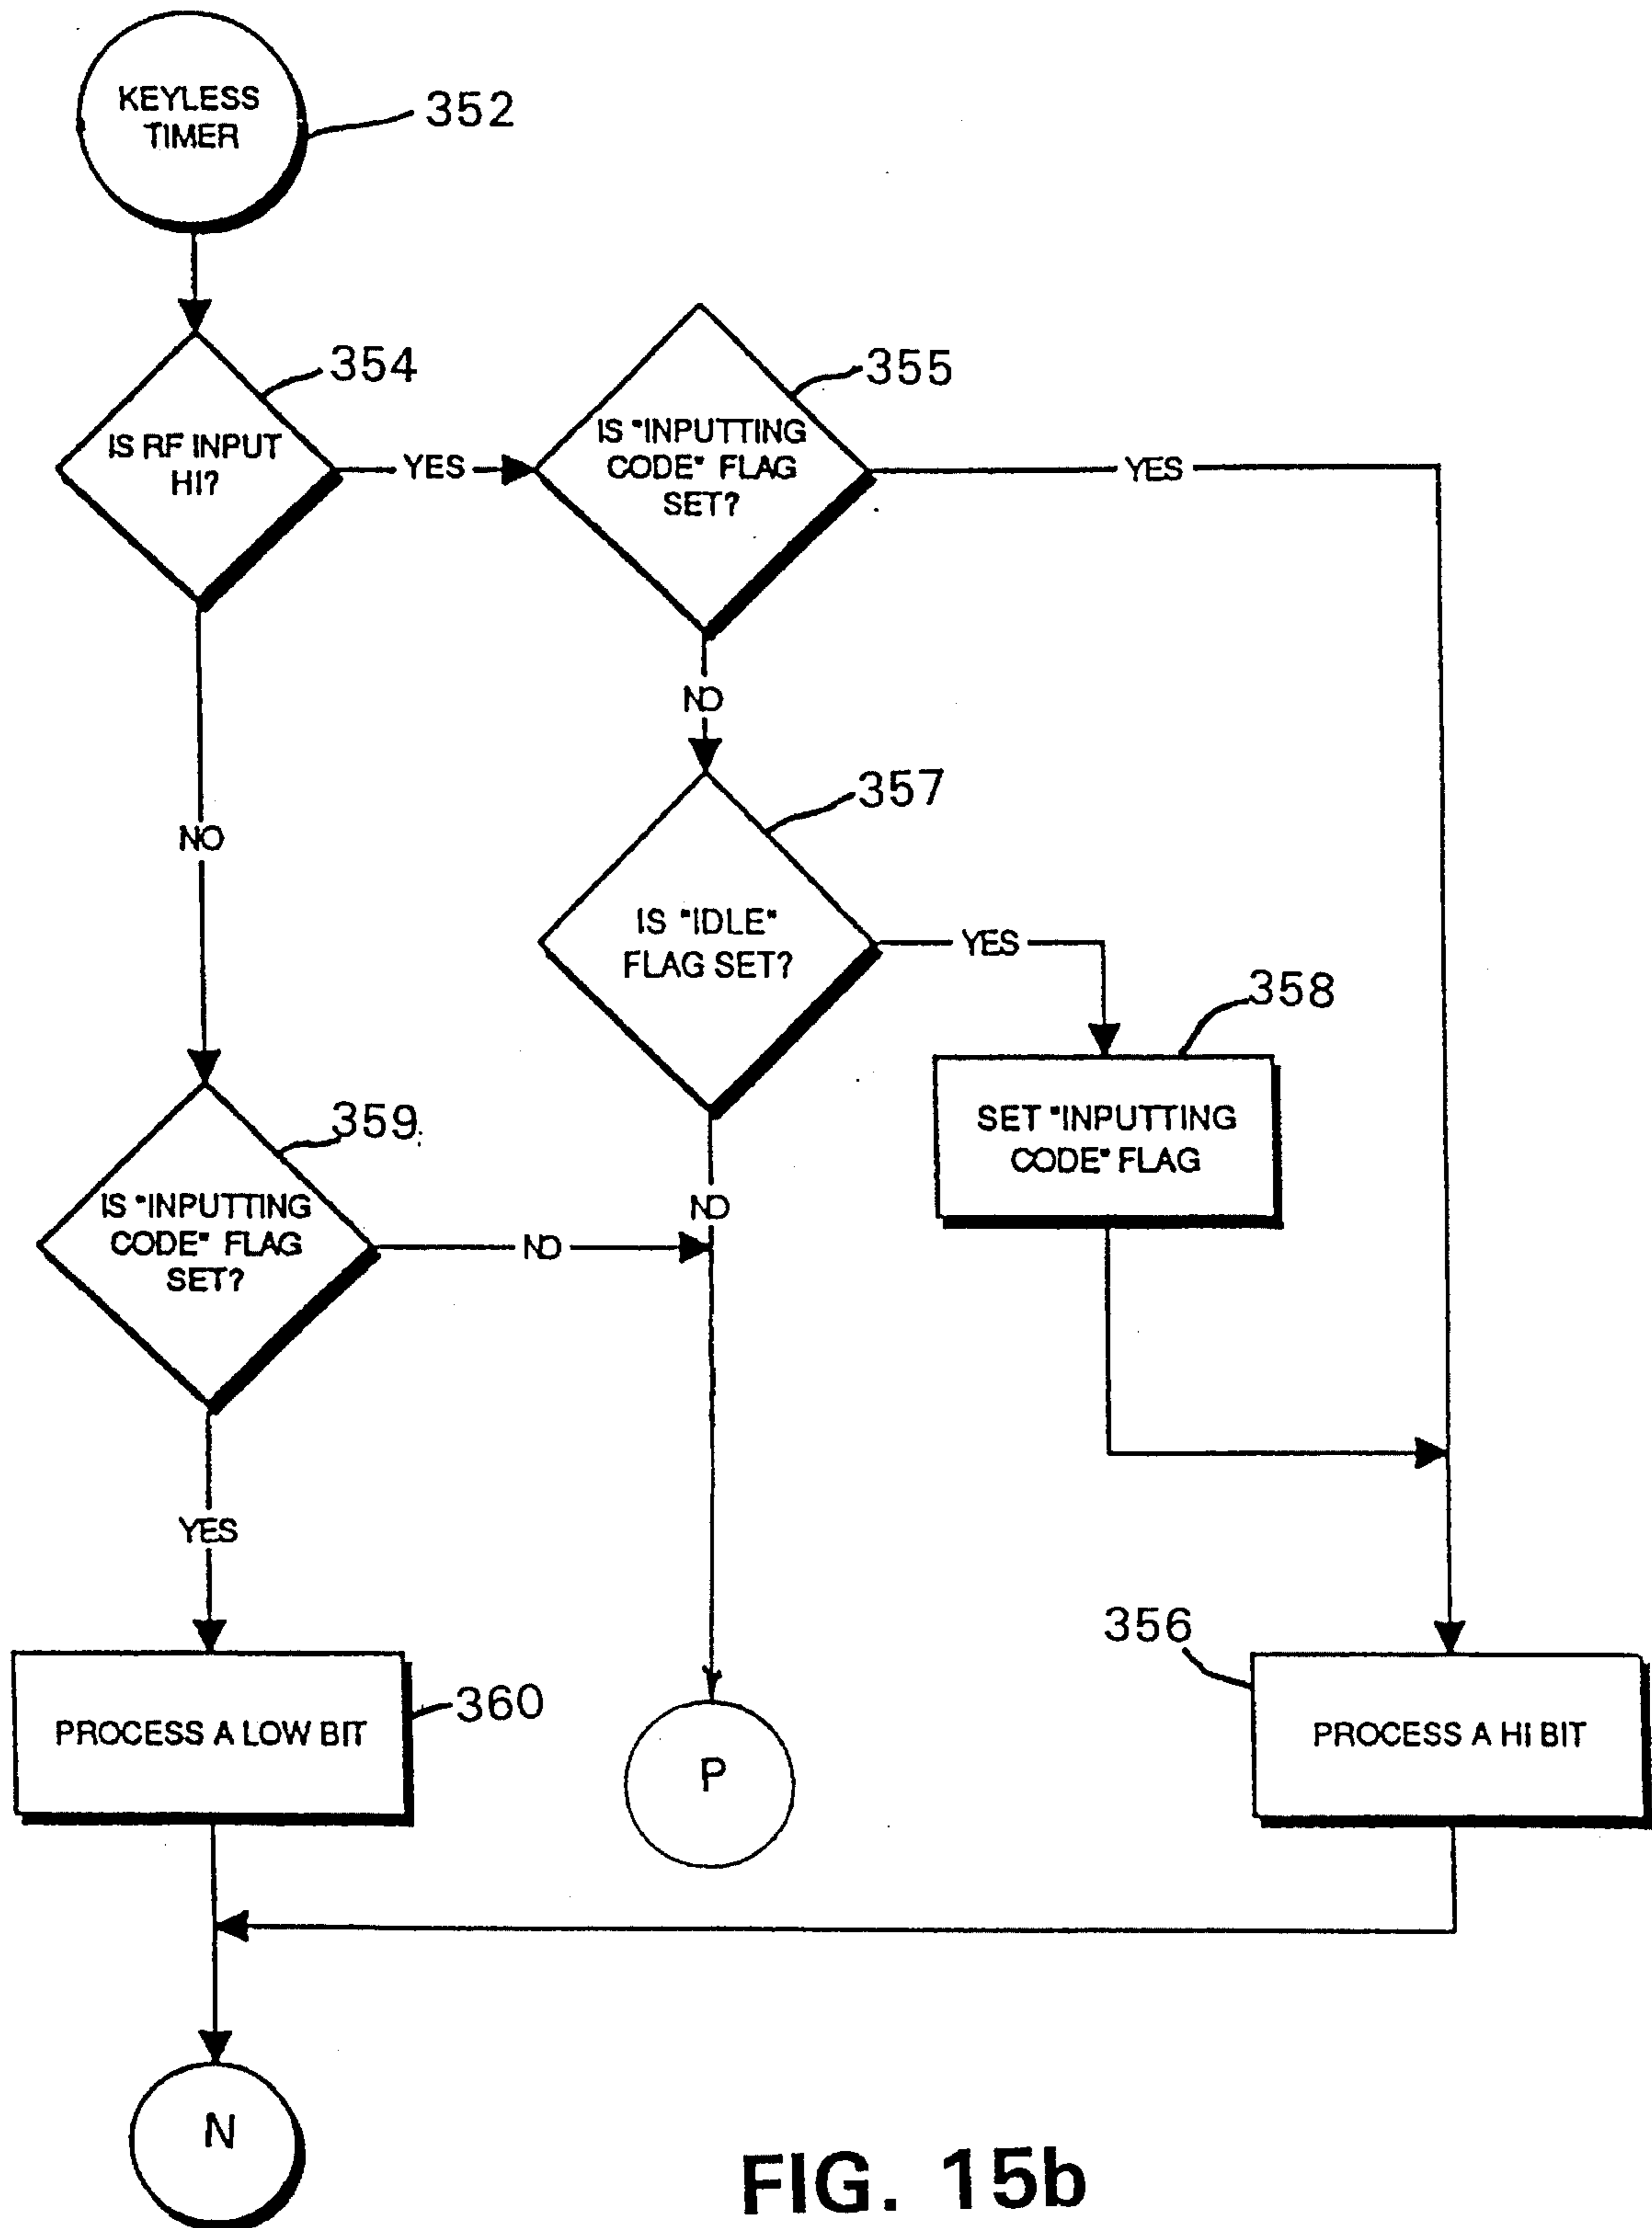 KEYLESS
TIMER
352
354
IS RF INPUT
HI?
YES
355
IS "INPUTTING
CODE" FLAG
SET?
YES
NO
NO
357
IS "IDLE"
FLAG SET?
YES
358
SET "INPUTTING
CODE" FLAG
359
IS "INPUTTING
CODE" FLAG
SET?
NO
NO
YES
360
PROCESS A LOW BIT
P
356
PROCESS A HI BIT
N
FIG. 15b